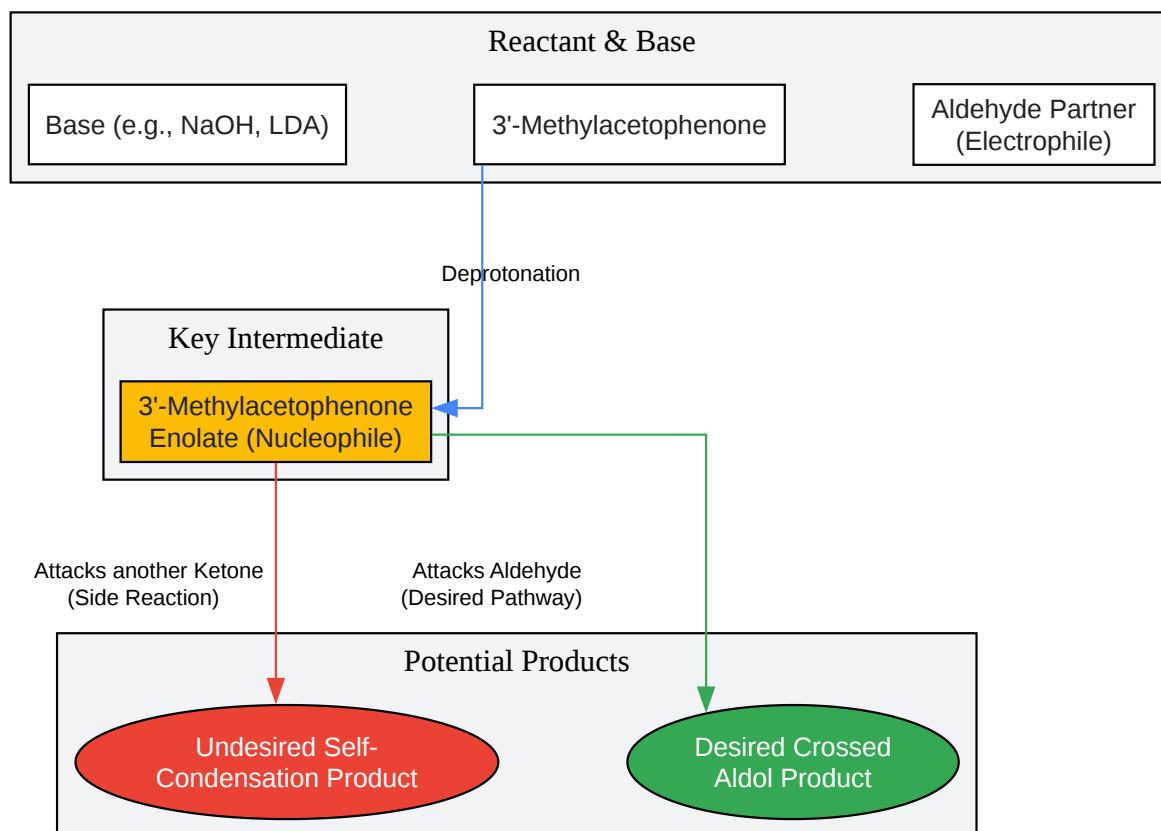 Reactant & Base
Base (e.g., NaOH, LDA)
3'-Methylacetophenone
Aldehyde Partner
(Electrophile)
Deprotonation
Key Intermediate
3'-Methylacetophenone
Enolate (Nucleophile)
Attacks another Ketone
(Side Reaction)
Attacks Aldehyde
(Desired Pathway)
Potential Products
Undesired Self-
Condensation Product
Desired Crossed
Aldol Product